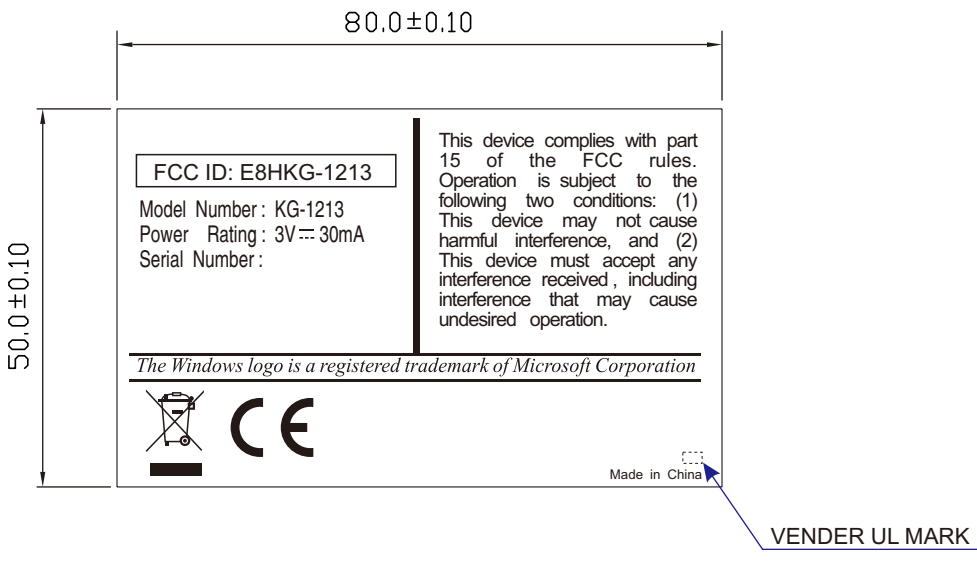 80.0±0.10
50.0±0.10
FCC ID: E8HKG-1213
Model Number : KG-1213
Power Rating : 3V⎓30mA
Serial Number :
This device complies with part
15 of the FCC rules.
Operation is subject to the
following two conditions: (1)
This device may not cause
harmful interference, and (2)
This device must accept any
interference received , including
interference that may cause
undesired operation.
The Windows logo is a registered trademark of Microsoft Corporation
CE
Made in China
VENDER UL MARK